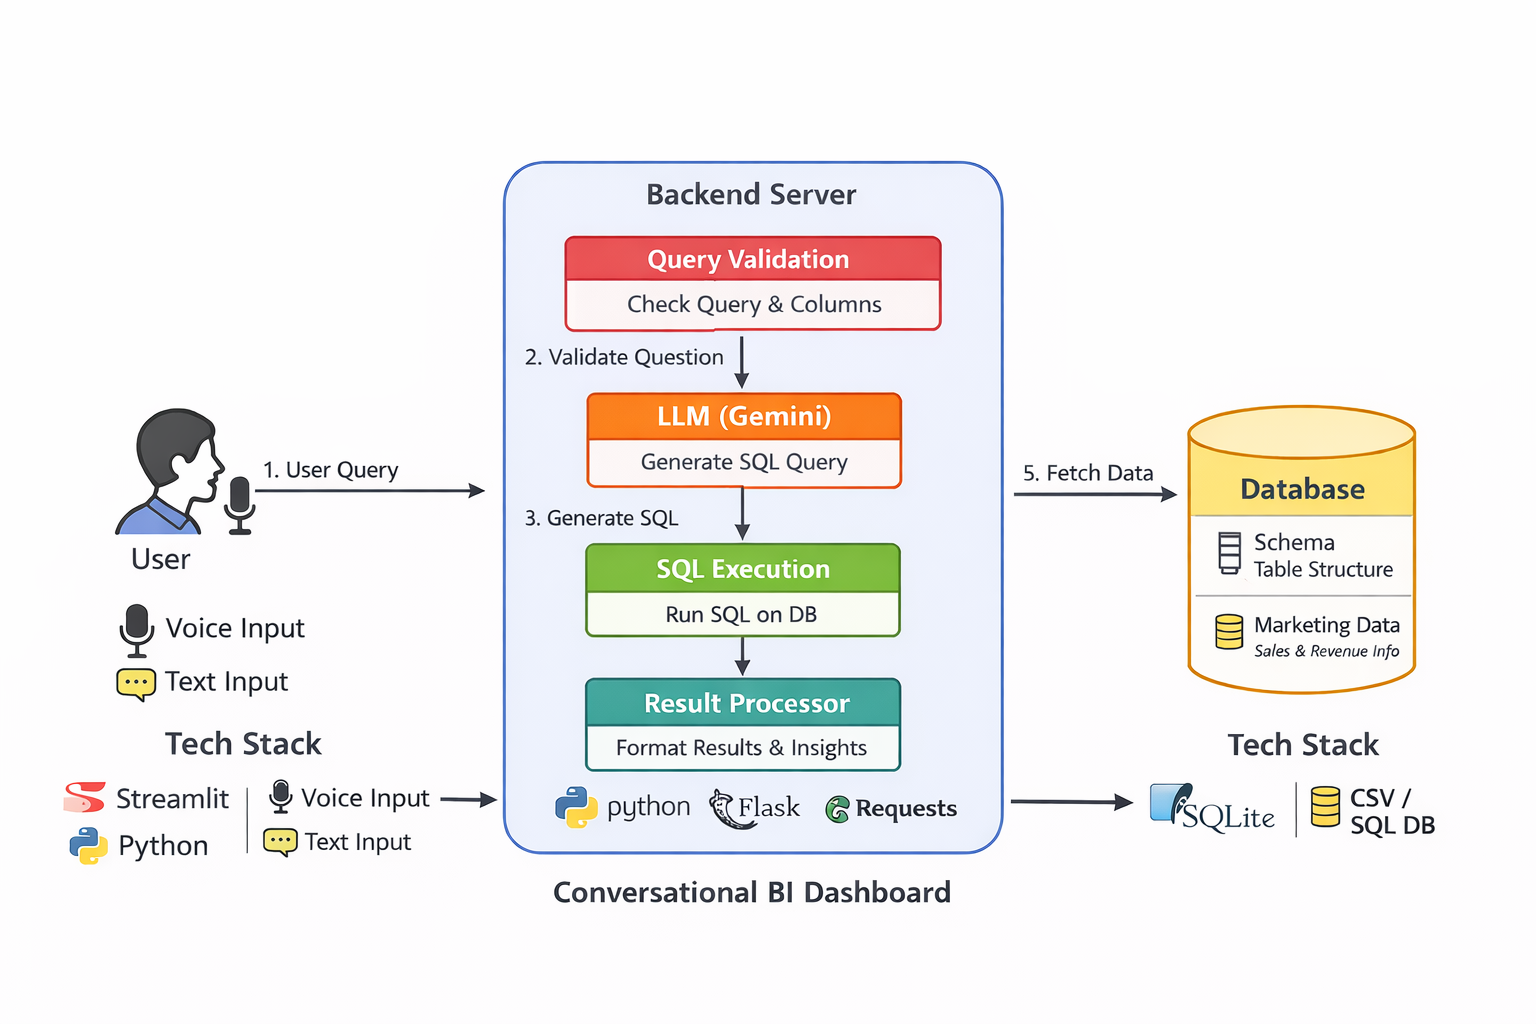 Backend Server
Query Validation
Check Query & Columns
2. Validate Question
LLM (Gemini)
Generate SQL Query
1. User Query
3. Generate SQL
SQL Execution
Run SQL on DB
Result Processor
Format Results & Insights
python
Flask
Requests
Conversational BI Dashboard
User
Voice Input
Text Input
Tech Stack
Streamlit
Python
Voice Input
Text Input
5. Fetch Data
Database
Schema
Table Structure
Marketing Data
Sales & Revenue Info
Tech Stack
SQLite
CSV /
SQL DB